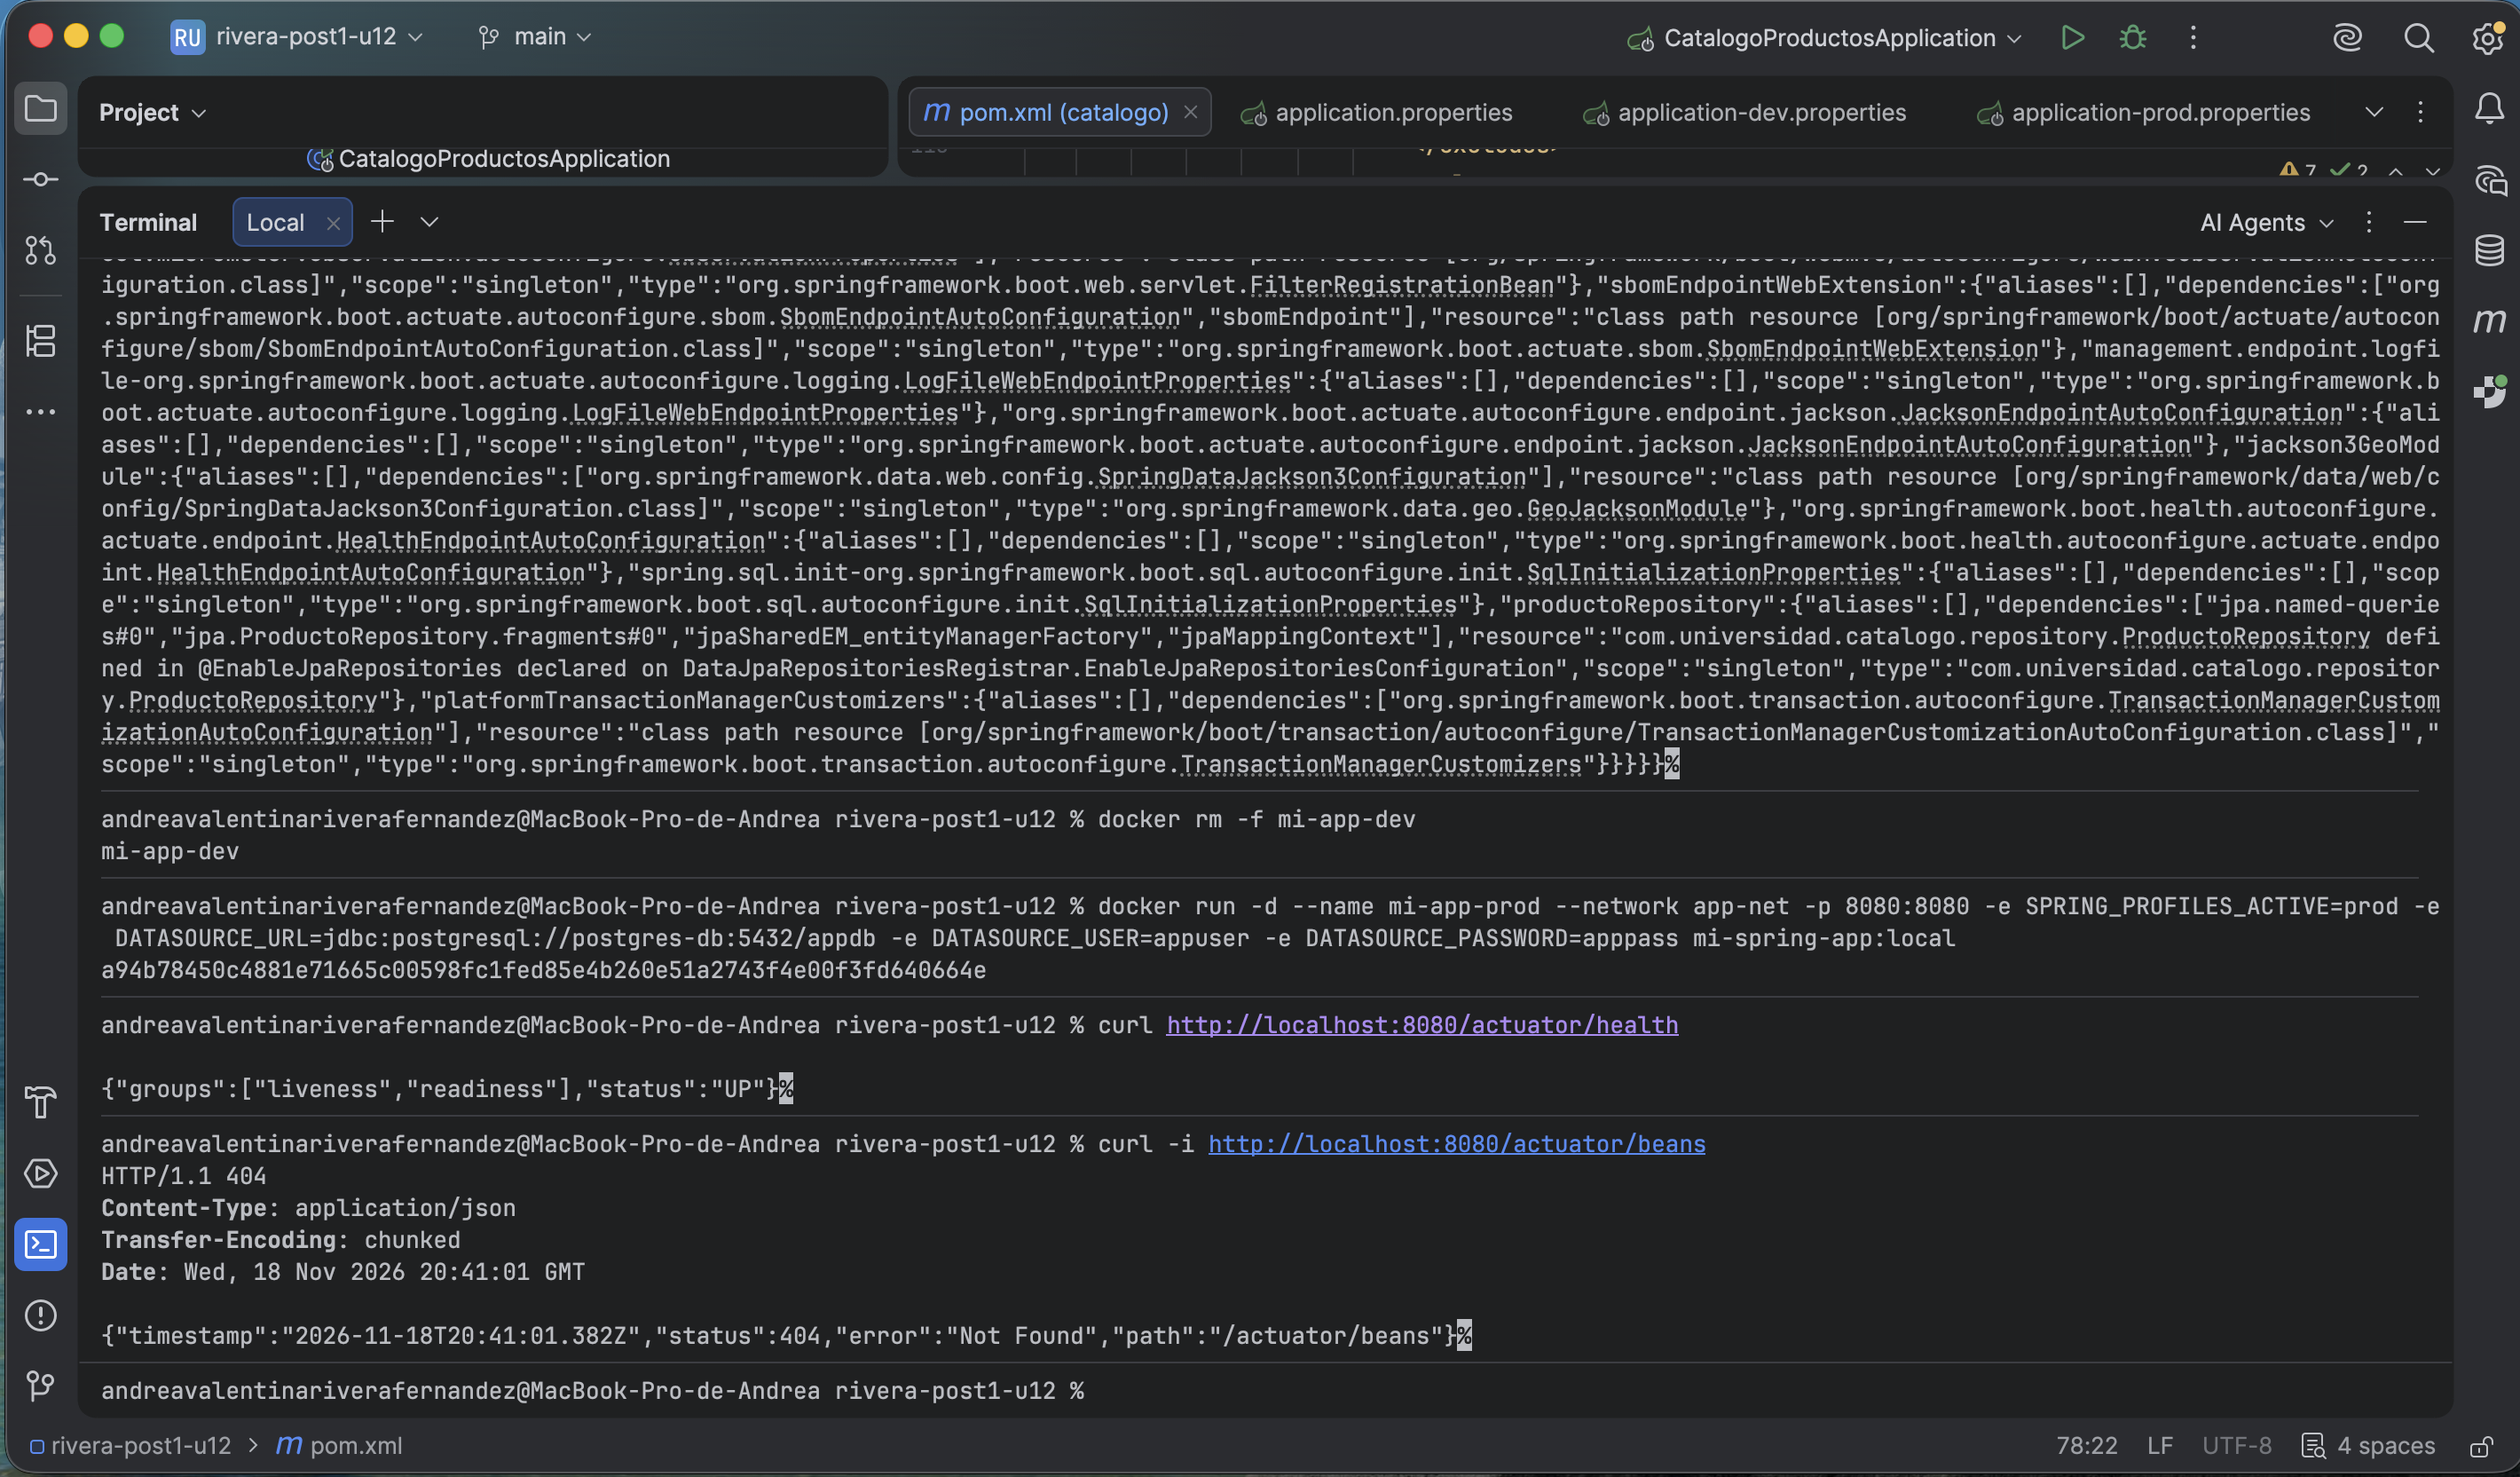 RU rivera-post1-u12 main CatalogoProductosApplication
Project
pom.xml (catalogo) application.properties application-dev.properties application-prod.properties
CatalogoProductosApplication
7 2
Terminal Local AI Agents
iguration.class]","scope":"singleton","type":"org.springframework.boot.web.servlet.FilterRegistrationBean"},"sbomEndpointWebExtension":{"aliases":[],"dependencies":["org
.springframework.boot.actuate.autoconfigure.sbom.SbomEndpointAutoConfiguration","sbomEndpoint"],"resource":"class path resource [org/springframework/boot/actuate/autocon
figure/sbom/SbomEndpointAutoConfiguration.class]","scope":"singleton","type":"org.springframework.boot.actuate.sbom.SbomEndpointWebExtension"},"management.endpoint.logfi
le-org.springframework.boot.actuate.autoconfigure.logging.LogFileWebEndpointProperties":{"aliases":[],"dependencies":[],"scope":"singleton","type":"org.springframework.b
oot.actuate.autoconfigure.logging.LogFileWebEndpointProperties"},"org.springframework.boot.actuate.autoconfigure.endpoint.jackson.JacksonEndpointAutoConfiguration":{"ali
ases":[],"dependencies":[],"scope":"singleton","type":"org.springframework.boot.actuate.autoconfigure.endpoint.jackson.JacksonEndpointAutoConfiguration"},"jackson3GeoMod
ule":{"aliases":[],"dependencies":["org.springframework.data.web.config.SpringDataJackson3Configuration"],"resource":"class path resource [org/springframework/data/web/c
onfig/SpringDataJackson3Configuration.class]","scope":"singleton","type":"org.springframework.data.geo.GeoJacksonModule"},"org.springframework.boot.health.autoconfigure.
actuate.endpoint.HealthEndpointAutoConfiguration":{"aliases":[],"dependencies":[],"scope":"singleton","type":"org.springframework.boot.health.autoconfigure.actuate.endpo
int.HealthEndpointAutoConfiguration"},"spring.sql.init-org.springframework.boot.sql.autoconfigure.init.SqlInitializationProperties":{"aliases":[],"dependencies":[],"scop
e":"singleton","type":"org.springframework.boot.sql.autoconfigure.init.SqlInitializationProperties"},"productoRepository":{"aliases":[],"dependencies":["jpa.named-querie
s#0","jpa.ProductoRepository.fragments#0","jpaSharedEM_entityManagerFactory","jpaMappingContext"],"resource":"com.universidad.catalogo.repository.ProductoRepository defi
ned in @EnableJpaRepositories declared on DataJpaRepositoriesRegistrar.EnableJpaRepositoriesConfiguration","scope":"singleton","type":"com.universidad.catalogo.repositor
y.ProductoRepository"},"platformTransactionManagerCustomizers":{"aliases":[],"dependencies":["org.springframework.boot.transaction.autoconfigure.TransactionManagerCustom
izationAutoConfiguration"],"resource":"class path resource [org/springframework/boot/transaction/autoconfigure/TransactionManagerCustomizationAutoConfiguration.class]","
scope":"singleton","type":"org.springframework.boot.transaction.autoconfigure.TransactionManagerCustomizers"}}}}}%
andreavalentinariverafernandez@MacBook-Pro-de-Andrea rivera-post1-u12 % docker rm -f mi-app-dev
mi-app-dev
andreavalentinariverafernandez@MacBook-Pro-de-Andrea rivera-post1-u12 % docker run -d --name mi-app-prod --network app-net -p 8080:8080 -e SPRING_PROFILES_ACTIVE=prod -e
DATASOURCE_URL=jdbc:postgresql://postgres-db:5432/appdb -e DATASOURCE_USER=appuser -e DATASOURCE_PASSWORD=apppass mi-spring-app:local
a94b78450c4881e71665c00598fc1fed85e4b260e51a2743f4e00f3fd640664e
andreavalentinariverafernandez@MacBook-Pro-de-Andrea rivera-post1-u12 % curl http://localhost:8080/actuator/health
{"groups":["liveness","readiness"],"status":"UP"}%
andreavalentinariverafernandez@MacBook-Pro-de-Andrea rivera-post1-u12 % curl -i http://localhost:8080/actuator/beans
HTTP/1.1 404
Content-Type: application/json
Transfer-Encoding: chunked
Date: Wed, 18 Nov 2026 20:41:01 GMT
{"timestamp":"2026-11-18T20:41:01.382Z","status":404,"error":"Not Found","path":"/actuator/beans"}%
andreavalentinariverafernandez@MacBook-Pro-de-Andrea rivera-post1-u12 %
rivera-post1-u12 > pom.xml 78:22 LF UTF-8 4 spaces